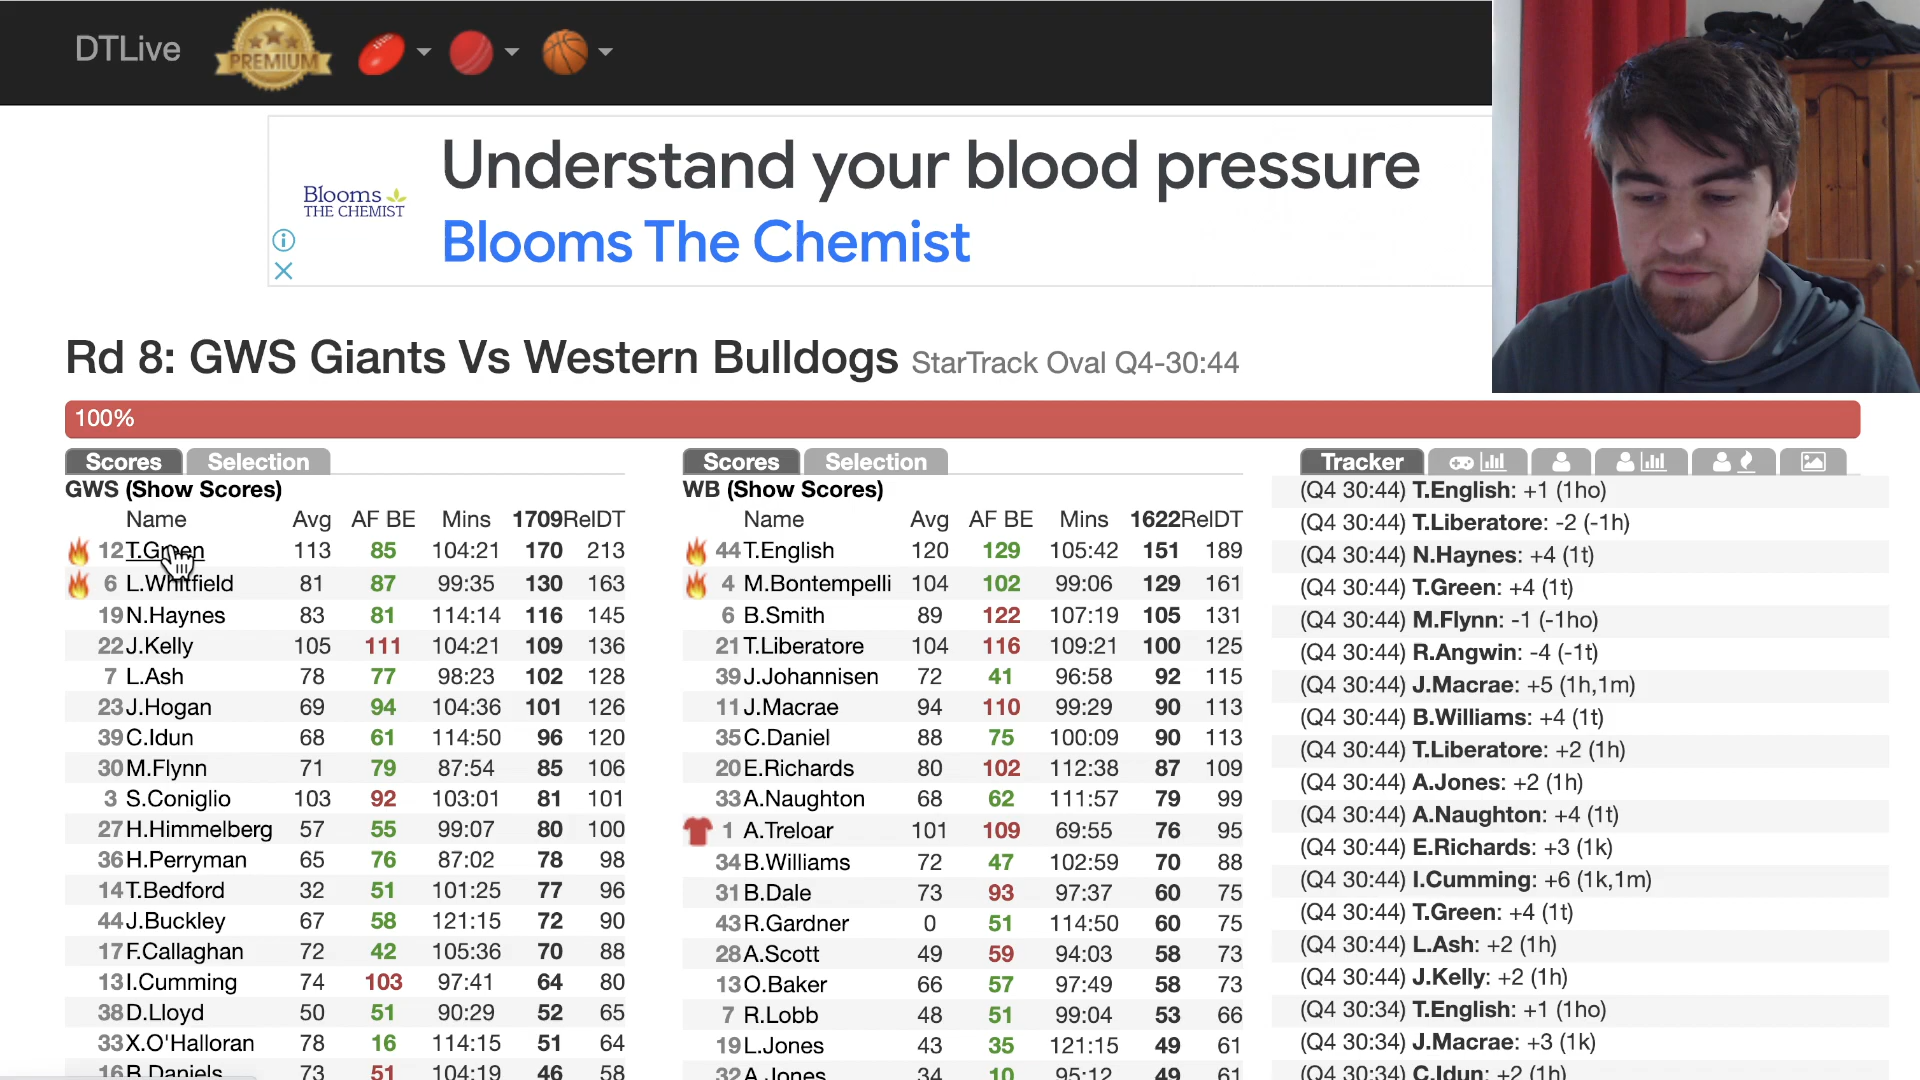 DTLive
PREMIUM
Understand your blood pressure
Blooms
THE CHEMIST
Blooms The Chemist
Rd 8: GWS Giants Vs Western Bulldogs StarTrack Oval Q4-30:44
100%
Scores Selection
GWS (Show Scores)
Name Avg AF BE Mins 1709 RelDT
12 T.Green 113 85 104:21 170 213
6 L.Whitfield 81 87 99:35 130 163
19 N.Haynes 83 81 114:14 116 145
22 J.Kelly 105 111 104:21 109 136
7 L.Ash 78 77 98:23 102 128
23 J.Hogan 69 94 104:36 101 126
39 C.Idun 68 61 114:50 96 120
30 M.Flynn 71 79 87:54 85 106
3 S.Coniglio 103 92 103:01 81 101
27 H.Himmelberg 57 55 99:07 80 100
36 H.Perryman 65 76 87:02 78 98
14 T.Bedford 32 51 101:25 77 96
44 J.Buckley 67 58 121:15 72 90
17 F.Callaghan 72 42 105:36 70 88
13 I.Cumming 74 103 97:41 64 80
38 D.Lloyd 50 51 90:29 52 65
33 X.O'Halloran 78 16 114:15 51 64
16 B.Daniels 73 51 104:19 46 58
Scores Selection
WB (Show Scores)
Name Avg AF BE Mins 1622 RelDT
44 T.English 120 129 105:42 151 189
4 M.Bontempelli 104 102 99:06 129 161
6 B.Smith 89 122 107:19 105 131
21 T.Liberatore 104 116 109:21 100 125
39 J.Johannisen 72 41 96:58 92 115
11 J.Macrae 94 110 99:29 90 113
35 C.Daniel 88 75 100:09 90 113
20 E.Richards 80 102 112:38 87 109
33 A.Naughton 68 62 111:57 79 99
1 A.Treloar 101 109 69:55 76 95
34 B.Williams 72 47 102:59 70 88
31 B.Dale 73 93 97:37 60 75
43 R.Gardner 0 51 114:50 60 75
28 A.Scott 49 59 94:03 58 73
13 O.Baker 66 57 97:49 58 73
7 R.Lobb 48 51 99:04 53 66
19 L.Jones 43 35 121:15 49 61
32 A.Jones 34 10 95:12 49 61
Tracker
(Q4 30:44) T.English: +1 (1ho)
(Q4 30:44) T.Liberatore: -2 (-1h)
(Q4 30:44) N.Haynes: +4 (1t)
(Q4 30:44) T.Green: +4 (1t)
(Q4 30:44) M.Flynn: -1 (-1ho)
(Q4 30:44) R.Angwin: -4 (-1t)
(Q4 30:44) J.Macrae: +5 (1h,1m)
(Q4 30:44) B.Williams: +4 (1t)
(Q4 30:44) T.Liberatore: +2 (1h)
(Q4 30:44) A.Jones: +2 (1h)
(Q4 30:44) A.Naughton: +4 (1t)
(Q4 30:44) E.Richards: +3 (1k)
(Q4 30:44) I.Cumming: +6 (1k,1m)
(Q4 30:44) T.Green: +4 (1t)
(Q4 30:44) L.Ash: +2 (1h)
(Q4 30:44) J.Kelly: +2 (1h)
(Q4 30:34) T.English: +1 (1ho)
(Q4 30:34) J.Macrae: +3 (1k)
(Q4 30:34) C.Idun: +2 (1h)